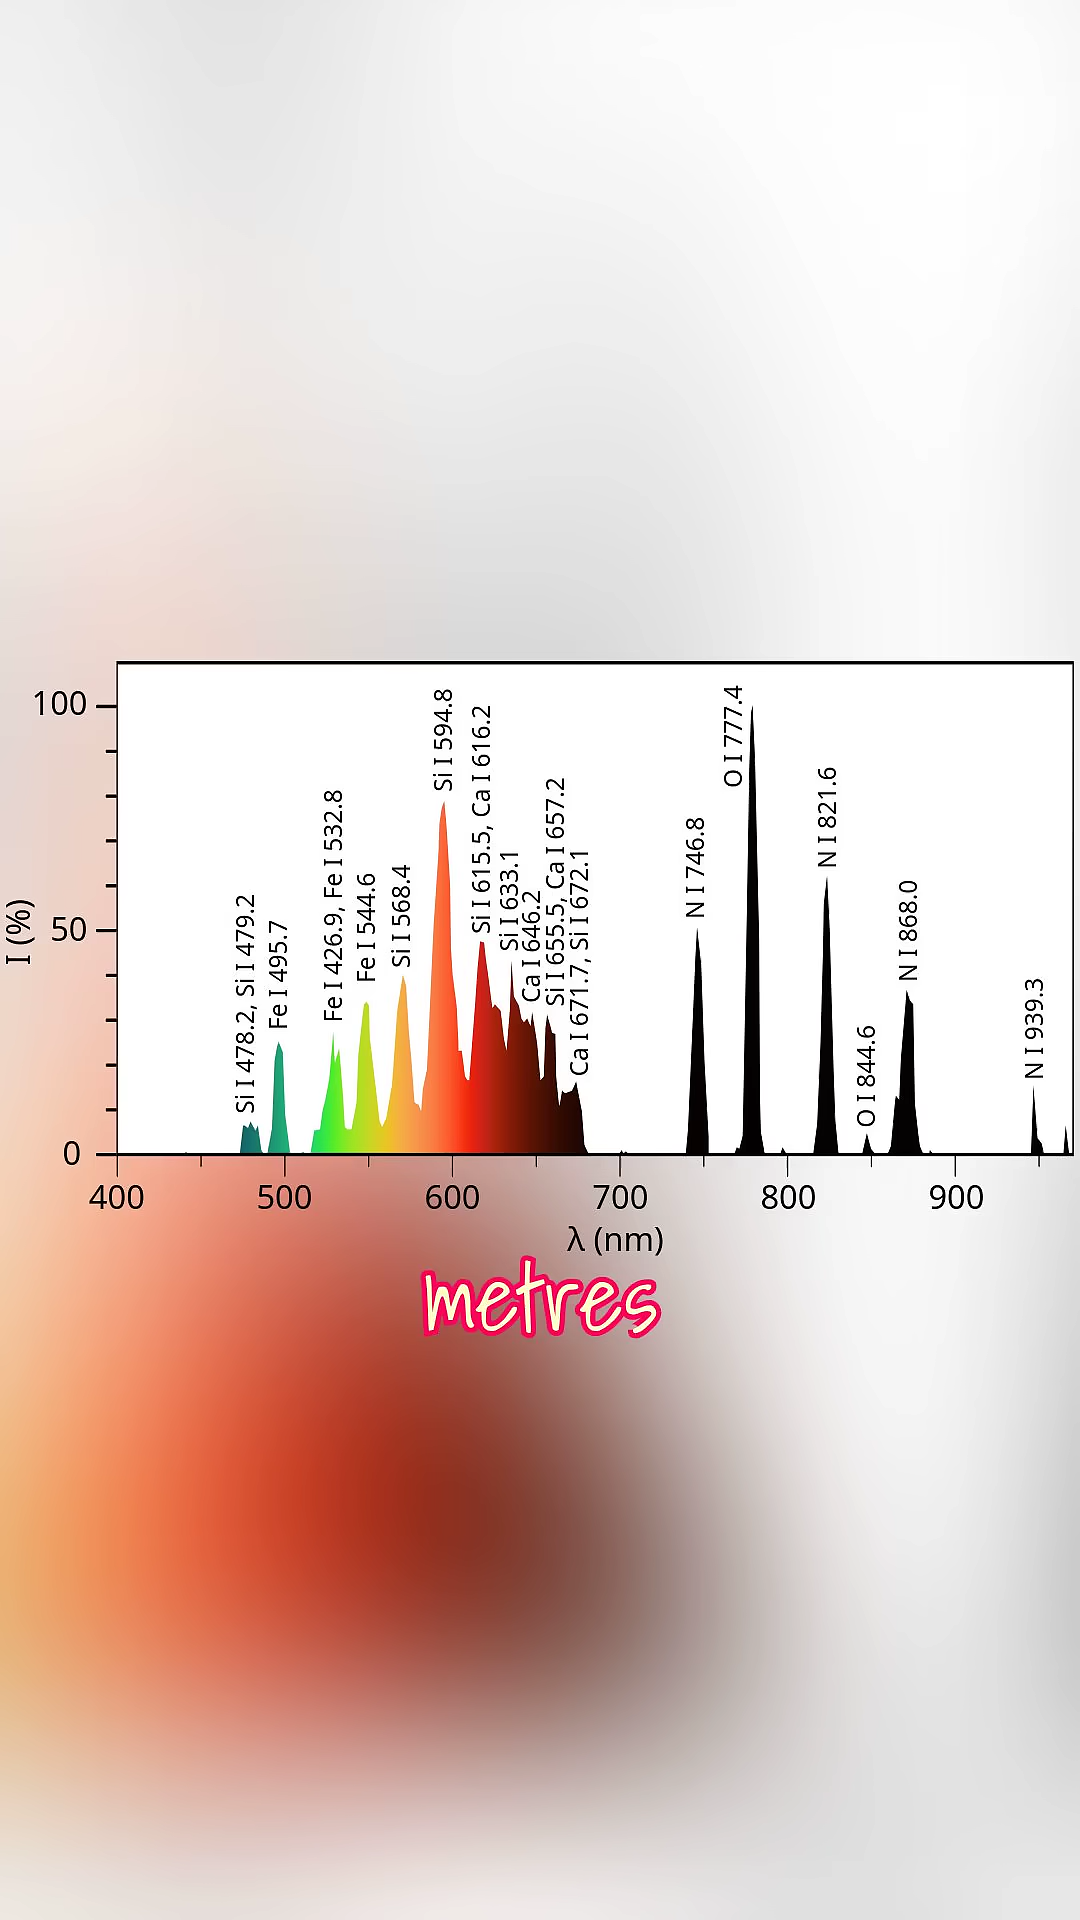 100
50
0
I (%)
Si I 478.2, Si I 479.2
Fe I 495.7
Fe I 426.9, Fe I 532.8
Fe I 544.6
Si I 568.4
Si I 594.8
Si I 615.5, Ca I 616.2
Si I 633.1
Ca I 646.2
Si I 655.5, Ca I 657.2
Ca I 671.7, Si I 672.1
N I 746.8
O I 777.4
N I 821.6
O I 844.6
N I 868.0
N I 939.3
400 500 600 700 800 900
λ (nm)
metres